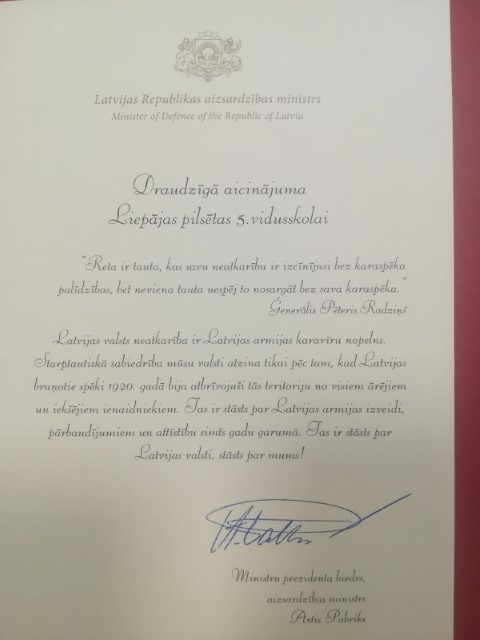 Latvijas Republikas aizsardzības ministrs
Minister of Defence of the Republic of Latvia
Draudzīgā aicinājuma
Liepājas pilsētas 5.vidusskolai
"Reta ir tauta, kas savu neatkarību ir izcīnījusi bez karaspēka
palīdzības, bet neviena tauta nespēj to nosargāt bez sava karaspēka."
Ģenerālis Pēteris Radziņš
Latvijas valsts neatkarība ir Latvijas armijas karavīru nopelns.
Starptautiskā sabiedrība mūsu valsti atzina tikai pēc tam, kad Latvijas
bruņotie spēki 1920. gadā bija atbrīvojuši tās teritoriju no visiem ārējiem
un iekšējiem ienaidniekiem. Tas ir stāsts par Latvijas armijas izveidi,
pārbaudījumiem un attīstību simts gadu garumā. Tas ir stāsts par
Latvijas valsti, stāsts par mums!
Ministru prezidenta biedrs,
aizsardzības ministrs
Artis Pabriks